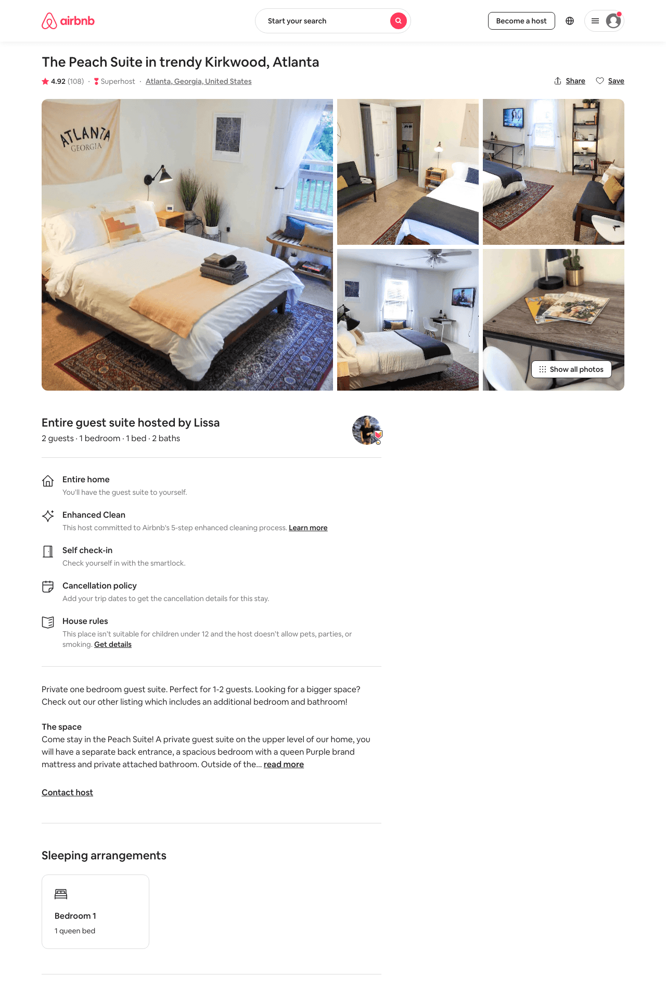 airbnb
Start your search
Become a host
The Peach Suite in trendy Kirkwood, Atlanta
4.92 (108) · Superhost · Atlanta, Georgia, United States
Share
Save
ATLANTA
GEORGIA
Show all photos
Entire guest suite hosted by Lissa
2 guests · 1 bedroom · 1 bed · 2 baths
Entire home
You’ll have the guest suite to yourself.
Enhanced Clean
This host committed to Airbnb's 5-step enhanced cleaning process. Learn more
Self check-in
Check yourself in with the smartlock.
Cancellation policy
Add your trip dates to get the cancellation details for this stay.
House rules
This place isn’t suitable for children under 12 and the host doesn’t allow pets, parties, or
smoking. Get details
Private one bedroom guest suite. Perfect for 1-2 guests. Looking for a bigger space?
Check out our other listing which includes an additional bedroom and bathroom!
The space
Come stay in the Peach Suite! A private guest suite on the upper level of our home, you
will have a separate back entrance, a spacious bedroom with a queen Purple brand
mattress and private attached bathroom. Outside of the... read more
Contact host
Sleeping arrangements
Bedroom 1
1 queen bed